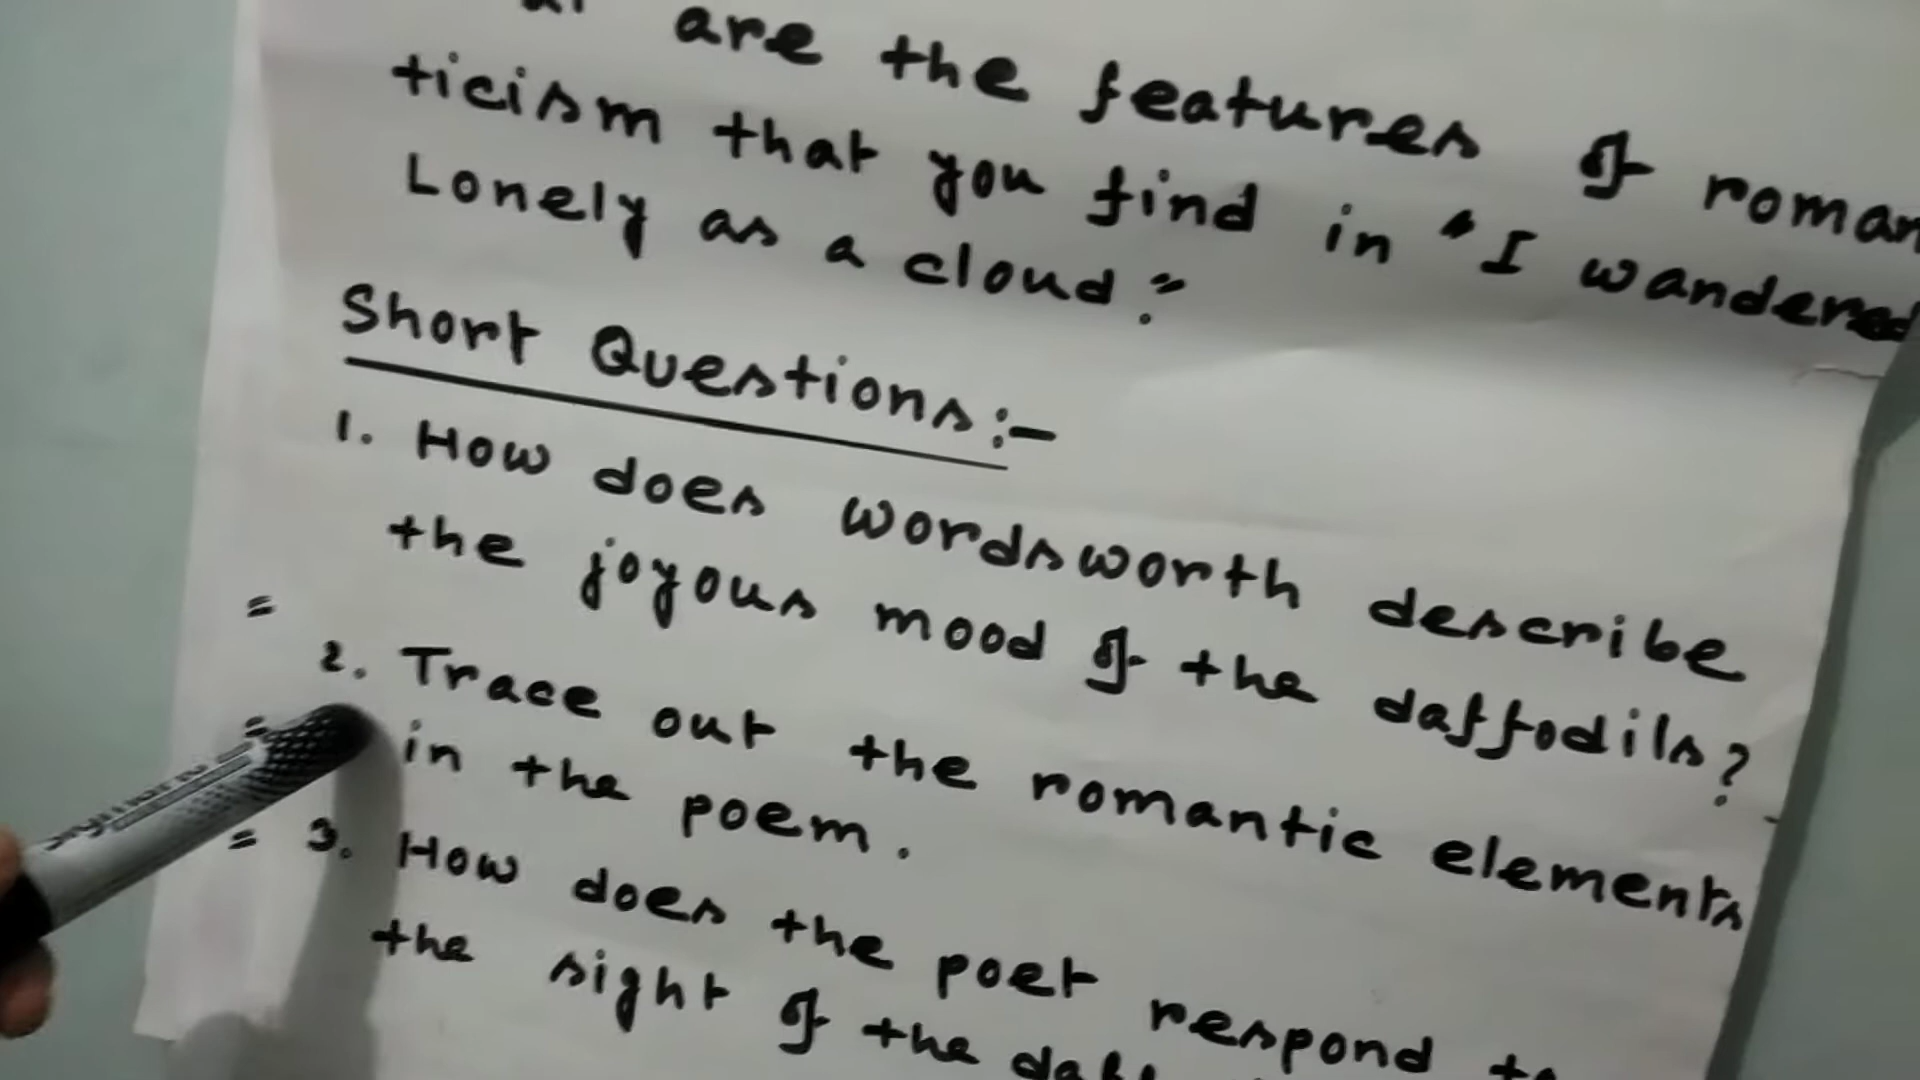 are the features of roman
ticism that you find in "I wandered
Lonely as a cloud?"
Short Questions:-
1. How does wordsworth describe
the joyous mood of the daffodils?
=
2. Trace out the romantic elements
in the poem.
= 3. How does the poet respond to
the sight of the daff